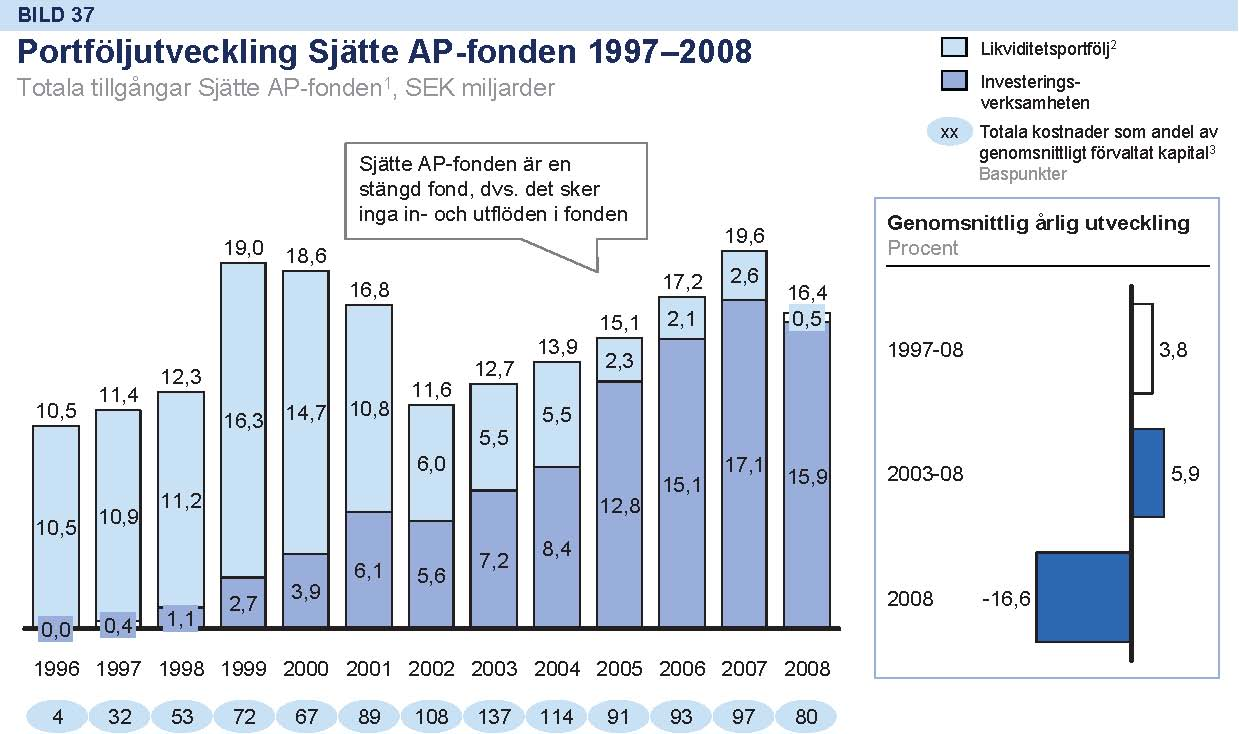 BILD 37
Portföljutveckling Sjätte AP-fonden 1997–2008
Totala tillgångar Sjätte AP-fonden¹, SEK miljarder
Likviditetsportfölj²
Investerings-
verksamheten
xx Totala kostnader som andel av
genomsnittligt förvaltat kapital³
Baspunkter
Sjätte AP-fonden är en
stängd fond, dvs. det sker
inga in- och utflöden i fonden
10,5 11,4 12,3 19,0 18,6 16,8 11,6 12,7 13,9 15,1 17,2 19,6 16,4
10,5 10,9 11,2 16,3 14,7 10,8 6,0 5,5 5,5 2,3 2,1 2,6 0,5
0,0 0,4 1,1 2,7 3,9 6,1 5,6 7,2 8,4 12,8 15,1 17,1 15,9
1996 1997 1998 1999 2000 2001 2002 2003 2004 2005 2006 2007 2008
4 32 53 72 67 89 108 137 114 91 93 97 80
Genomsnittlig årlig utveckling
Procent
1997-08 3,8
2003-08 5,9
2008 -16,6